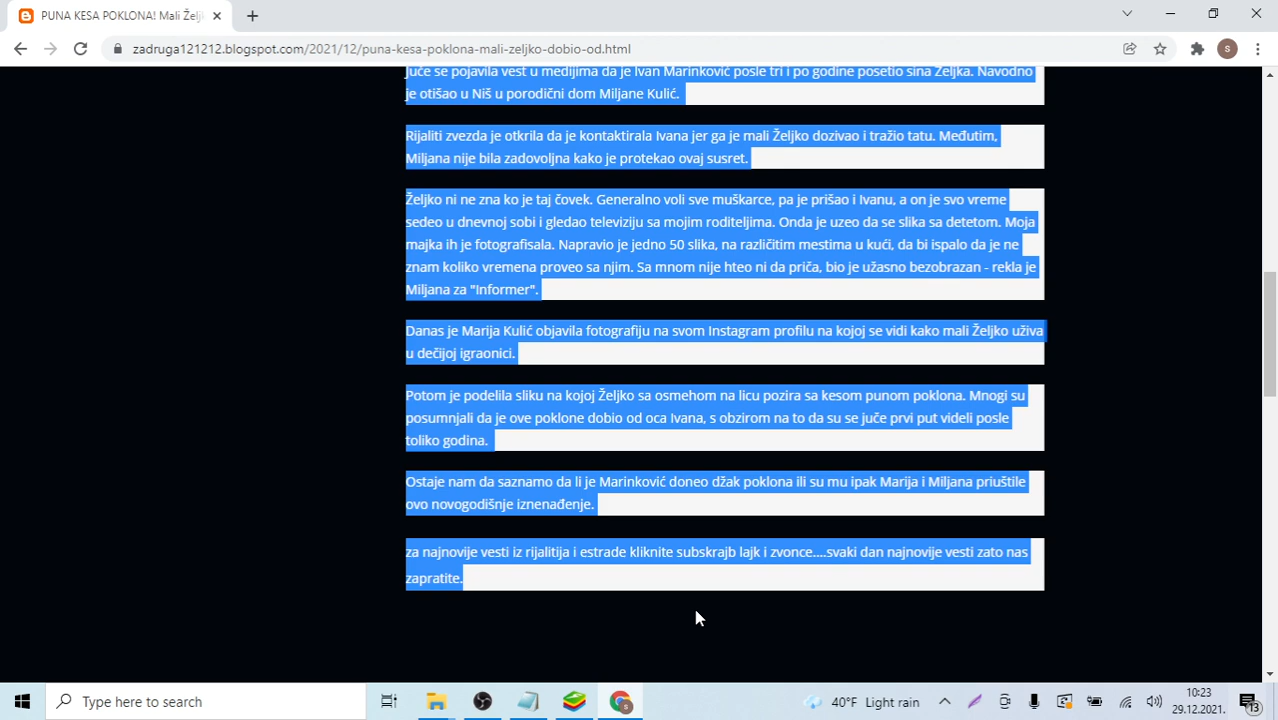 PUNA KESA POKLONA! Mali Želj
zadruga121212.blogspot.com/2021/12/puna-kesa-poklona-mali-zeljko-dobio-od.html
S
Juče se pojavila vest u medijima da je Ivan Marinković posle tri i po godine posetio sina Željka. Navodno
je otišao u Niš u porodični dom Miljane Kulić.
Rijaliti zvezda je otkrila da je kontaktirala Ivana jer ga je mali Željko dozivao i tražio tatu. Međutim,
Miljana nije bila zadovoljna kako je protekao ovaj susret.
Željko ni ne zna ko je taj čovek. Generalno voli sve muškarce, pa je prišao i Ivanu, a on je svo vreme
sedeo u dnevnoj sobi i gledao televiziju sa mojim roditeljima. Onda je uzeo da se slika sa detetom. Moja
majka ih je fotografisala. Napravio je jedno 50 slika, na različitim mestima u kući, da bi ispalo da je ne
znam koliko vremena proveo sa njim. Sa mnom nije hteo ni da priča, bio je užasno bezobrazan - rekla je
Miljana za "Informer".
Danas je Marija Kulić objavila fotografiju na svom Instagram profilu na kojoj se vidi kako mali Željko uživa
u dečijoj igraonici.
Potom je podelila sliku na kojoj Željko sa osmehom na licu pozira sa kesom punom poklona. Mnogi su
posumnjali da je ove poklone dobio od oca Ivana, s obzirom na to da su se juče prvi put videli posle
toliko godina.
Ostaje nam da saznamo da li je Marinković doneo džak poklona ili su mu ipak Marija i Miljana priuštile
ovo novogodišnje iznenađenje.
za najnovije vesti iz rijalitija i estrade kliknite subskrajb lajk i zvonce....svaki dan najnovije vesti zato nas
zapratite.
Type here to search
40°F Light rain
10:23
29.12.2021.
13